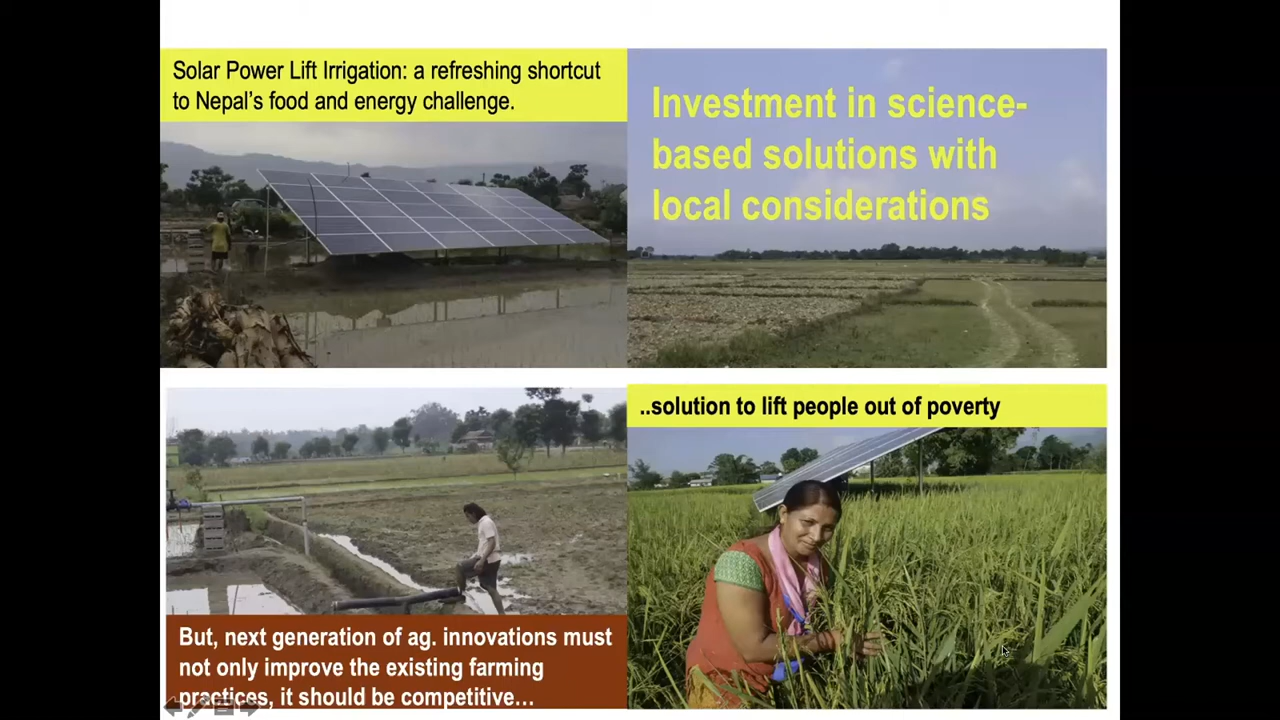 Solar Power Lift Irrigation: a refreshing shortcut
to Nepal's food and energy challenge.
Investment in science-
based solutions with
local considerations
..solution to lift people out of poverty
But, next generation of ag. innovations must
not only improve the existing farming
practices, it should be competitive…